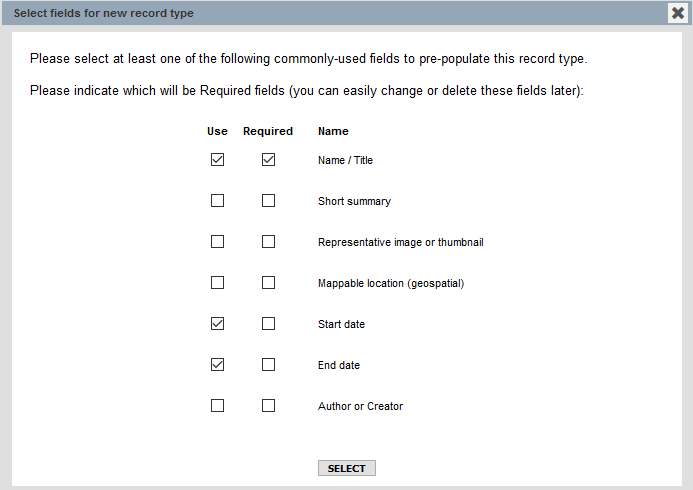 Select fields for new record type
Please select at least one of the following commonly-used fields to pre-populate this record type.
Please indicate which will be Required fields (you can easily change or delete these fields later):
Use Required Name
Name / Title
Short summary
Representative image or thumbnail
Mappable location (geospatial)
Start date
End date
Author or Creator
SELECT